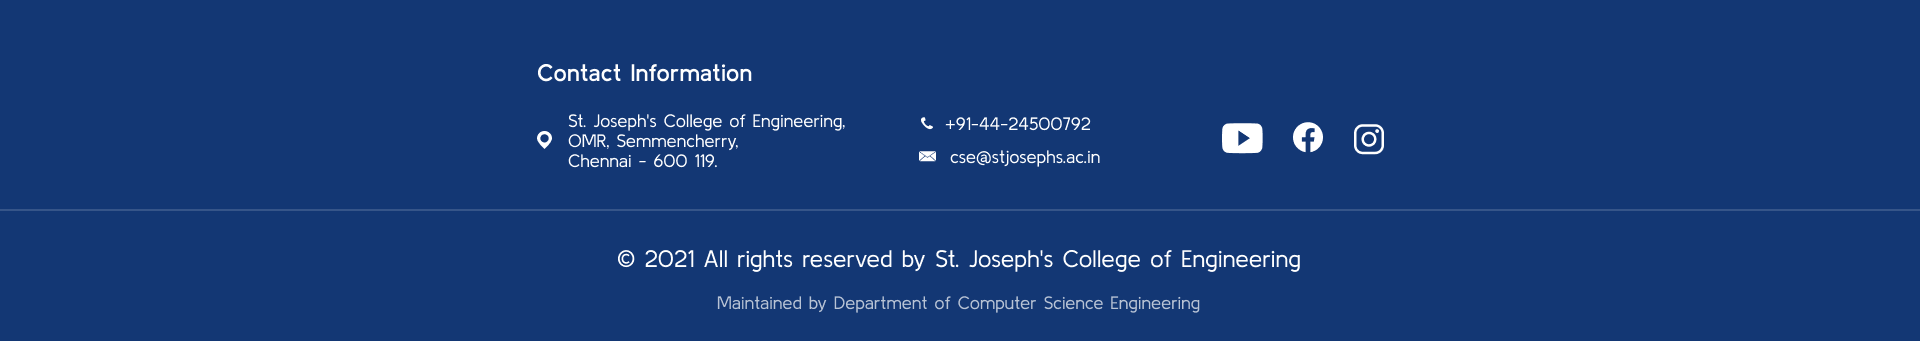 Contact Information
St. Joseph's College of Engineering,
OMR, Semmencherry,
Chennai - 600 119.
+91-44-24500792
cse@stjosephs.ac.in
© 2021 All rights reserved by St. Joseph's College of Engineering
Maintained by Department of Computer Science Engineering